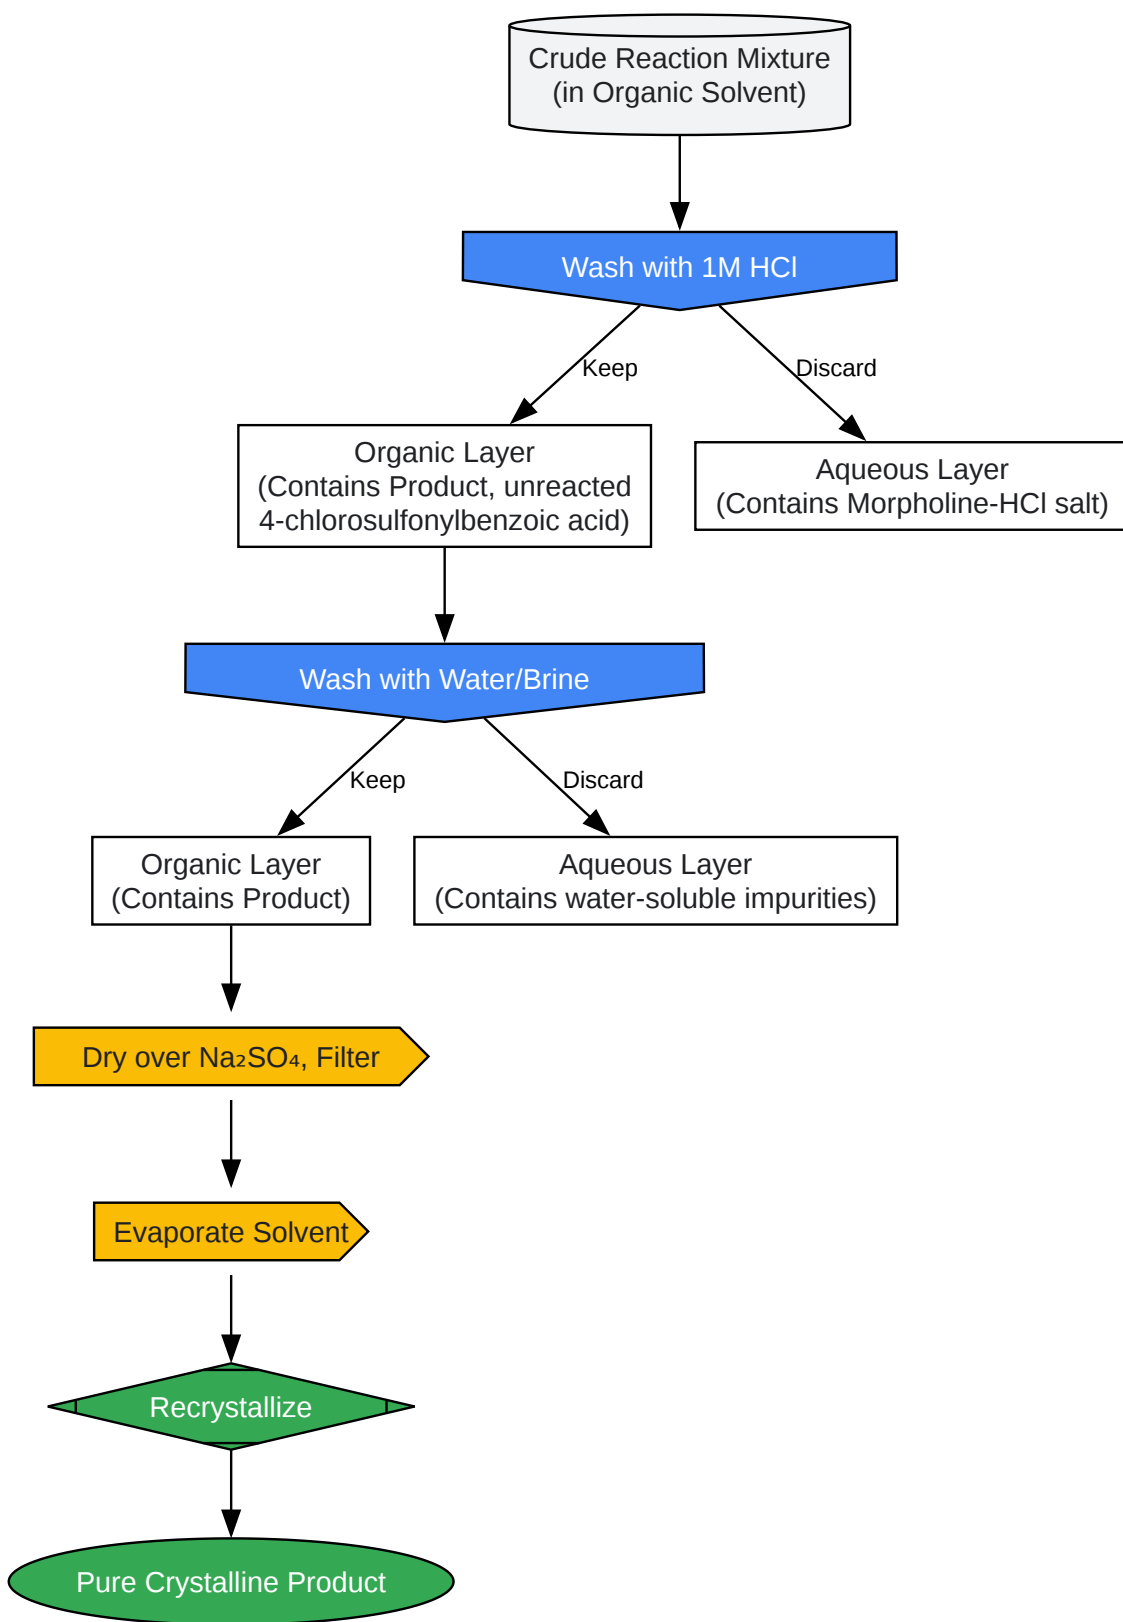 Crude Reaction Mixture
(in Organic Solvent)
Wash with 1M HCl
Keep
Discard
Organic Layer
(Contains Product, unreacted
4-chlorosulfonylbenzoic acid)
Aqueous Layer
(Contains Morpholine-HCl salt)
Wash with Water/Brine
Keep
Discard
Organic Layer
(Contains Product)
Aqueous Layer
(Contains water-soluble impurities)
Dry over Na₂SO₄, Filter
Evaporate Solvent
Recrystallize
Pure Crystalline Product